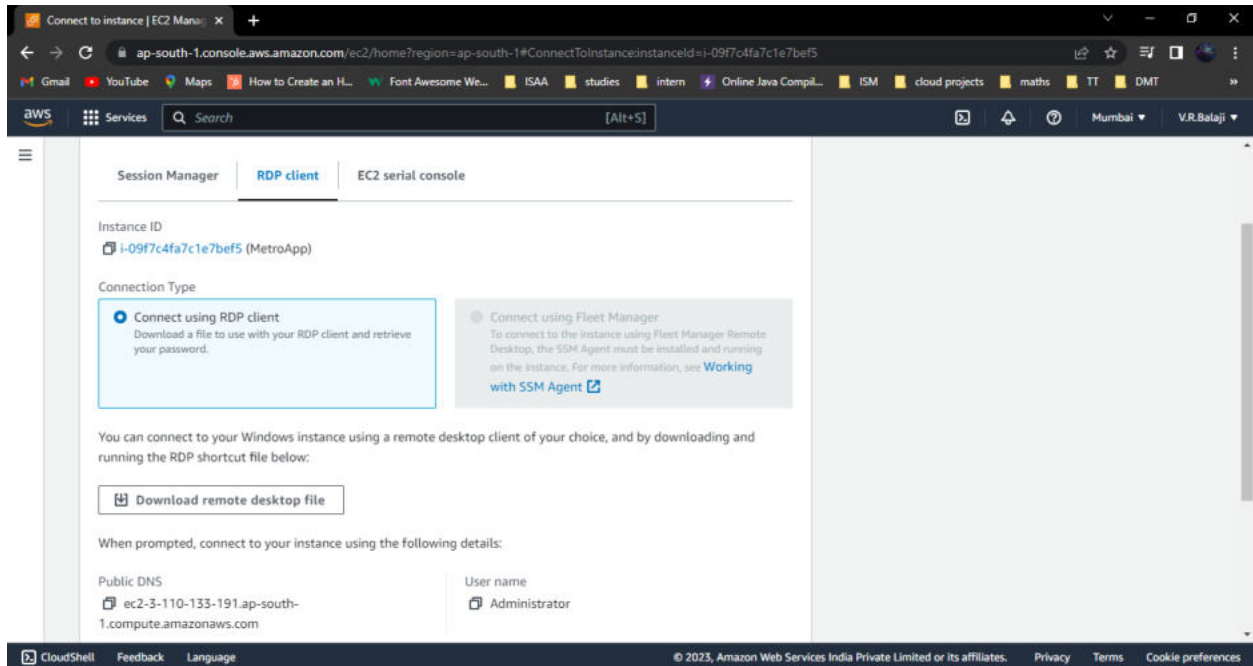 Connect to instance | EC2 Manag
ap-south-1.console.aws.amazon.com/ec2/home?region=ap-south-1#ConnectToInstance:instanceId=i-09f7c4fa7c1e7bef5
Gmail YouTube Maps How to Create an H... Font Awesome We... ISAA studies intern Online Java Compil... ISM cloud projects maths TT DMT »
aws Services Search [Alt+S] Mumbai V.R.Balaji
Session Manager RDP client EC2 serial console
Instance ID
i-09f7c4fa7c1e7bef5 (MetroApp)
Connection Type
Connect using RDP client
Download a file to use with your RDP client and retrieve
your password.
Connect using Fleet Manager
To connect to the instance using Fleet Manager Remote
Desktop, the SSM Agent must be installed and running
on the instance. For more information, see Working
with SSM Agent
You can connect to your Windows instance using a remote desktop client of your choice, and by downloading and
running the RDP shortcut file below:
Download remote desktop file
When prompted, connect to your instance using the following details:
Public DNS
ec2-3-110-133-191.ap-south-
1.compute.amazonaws.com
User name
Administrator
CloudShell Feedback Language © 2023, Amazon Web Services India Private Limited or its affiliates. Privacy Terms Cookie preferences